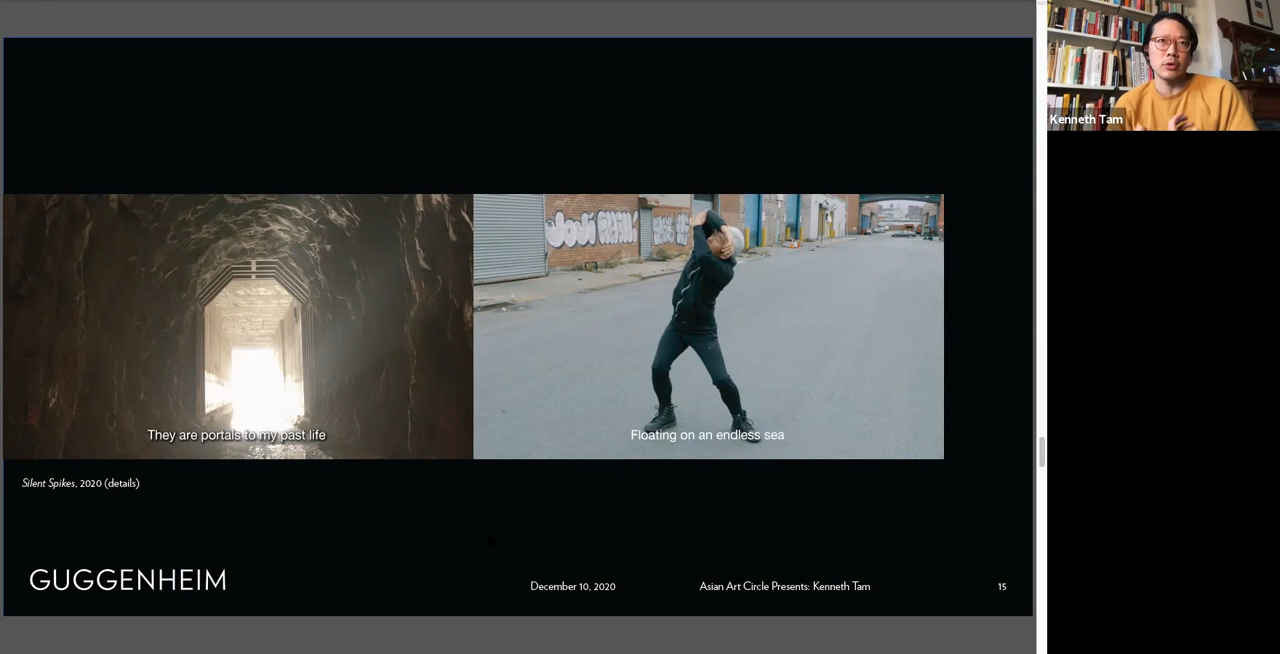 Kenneth Tam
They are portals to my past life
Floating on an endless sea
Silent Spikes, 2020 (details)
GUGGENHEIM
December 10, 2020
Asian Art Circle Presents: Kenneth Tam
15